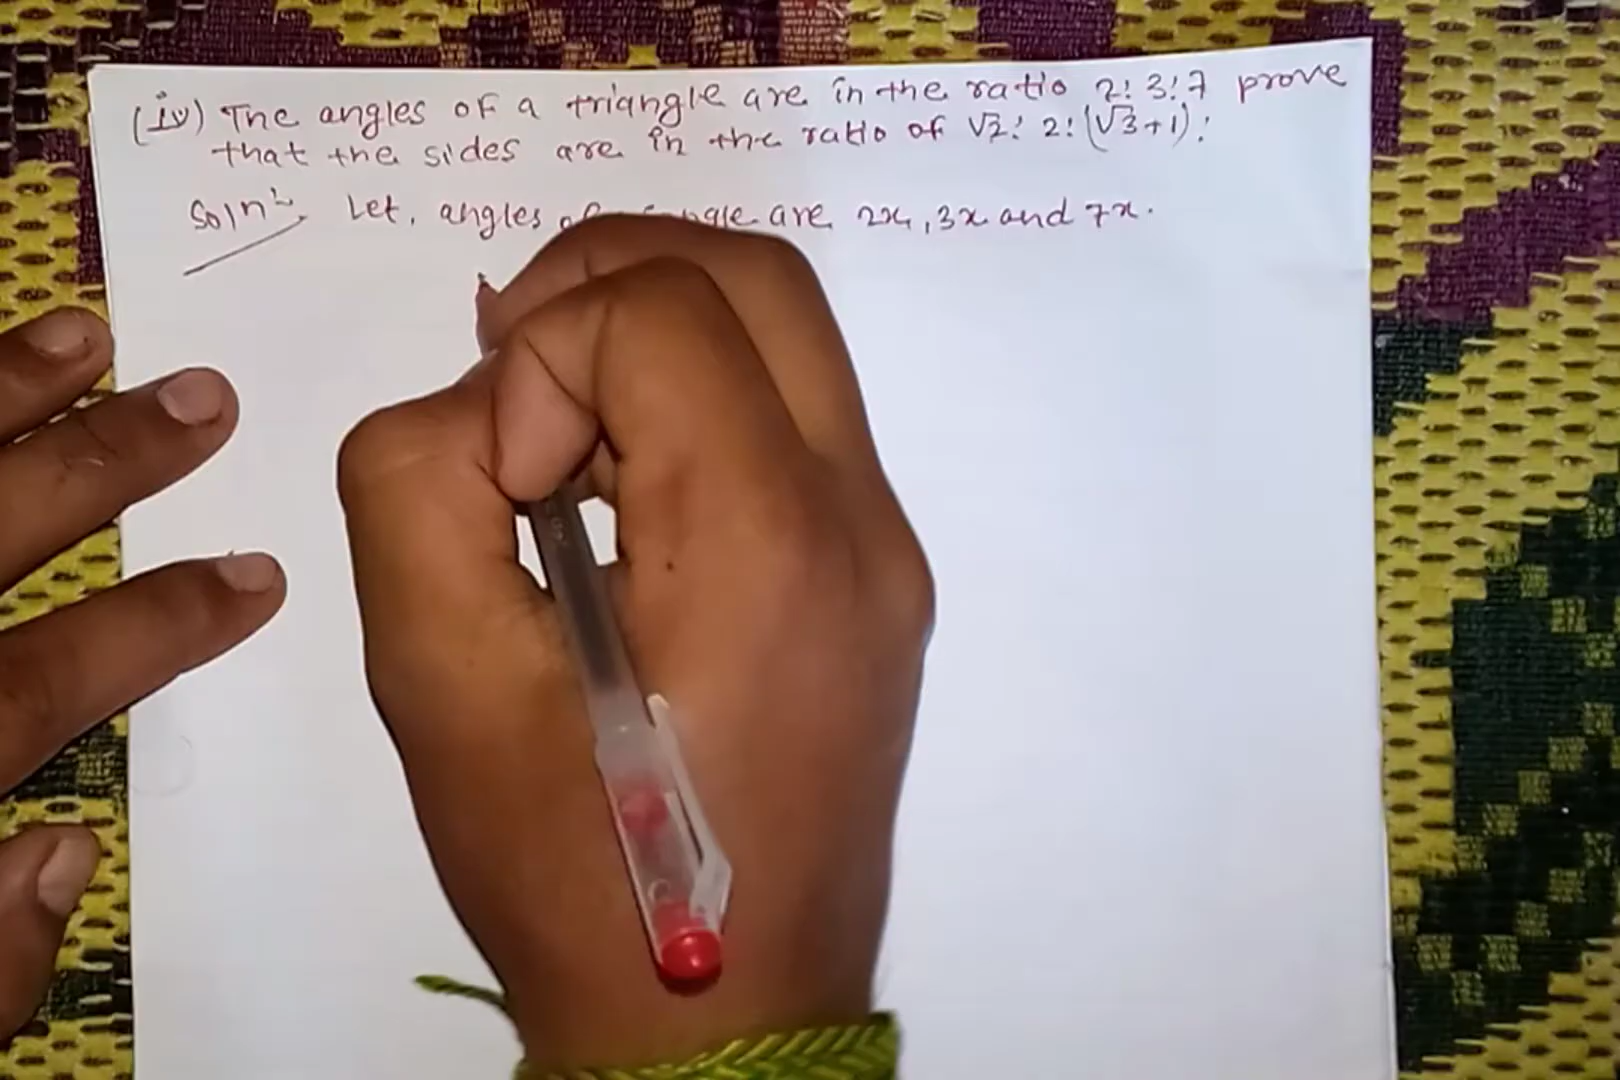 (iv) The angles of a triangle are in the ratio 2:3:7 prove
that the sides are in the ratio of √2: 2: (√3+1):
Soln: Let, angles are 2x, 3x and 7x.